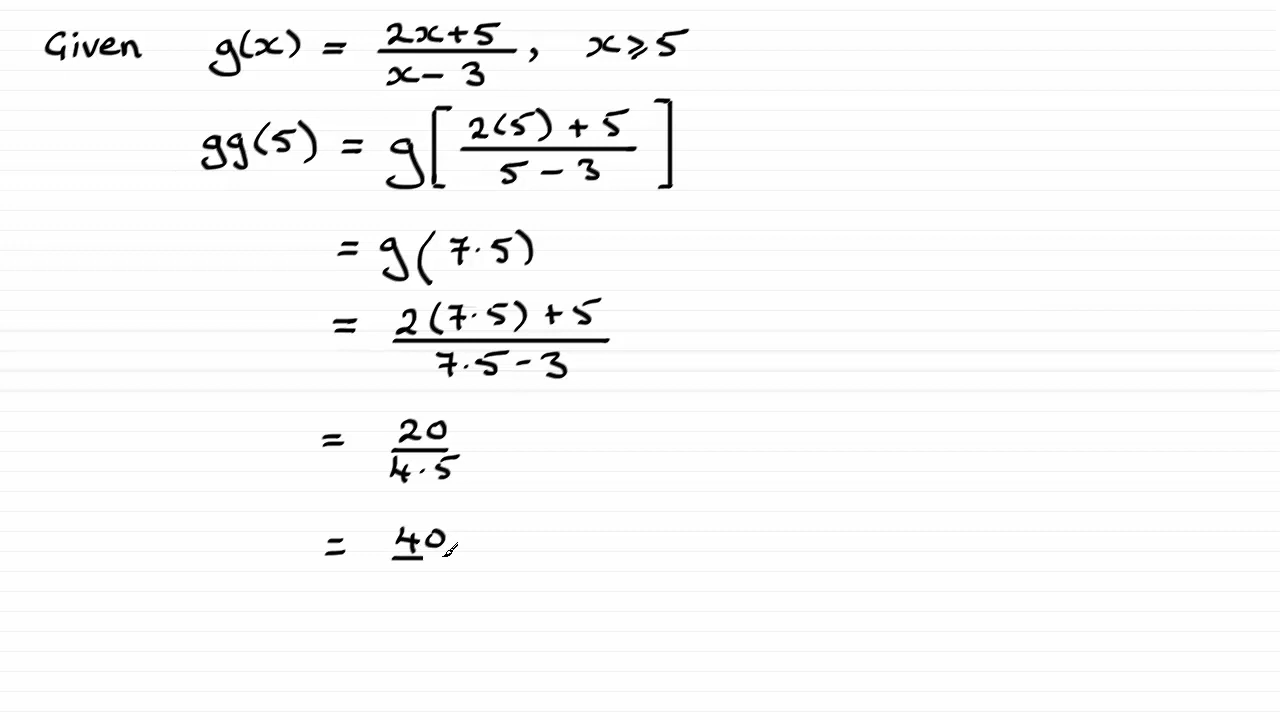 Given g(x) = 2x+5 / x-3, x ⩾ 5
gg(5) = g[ 2(5) + 5 / 5 - 3 ]
= g(7.5)
= 2(7.5) + 5 / 7.5 - 3
= 20 / 4.5
= 40